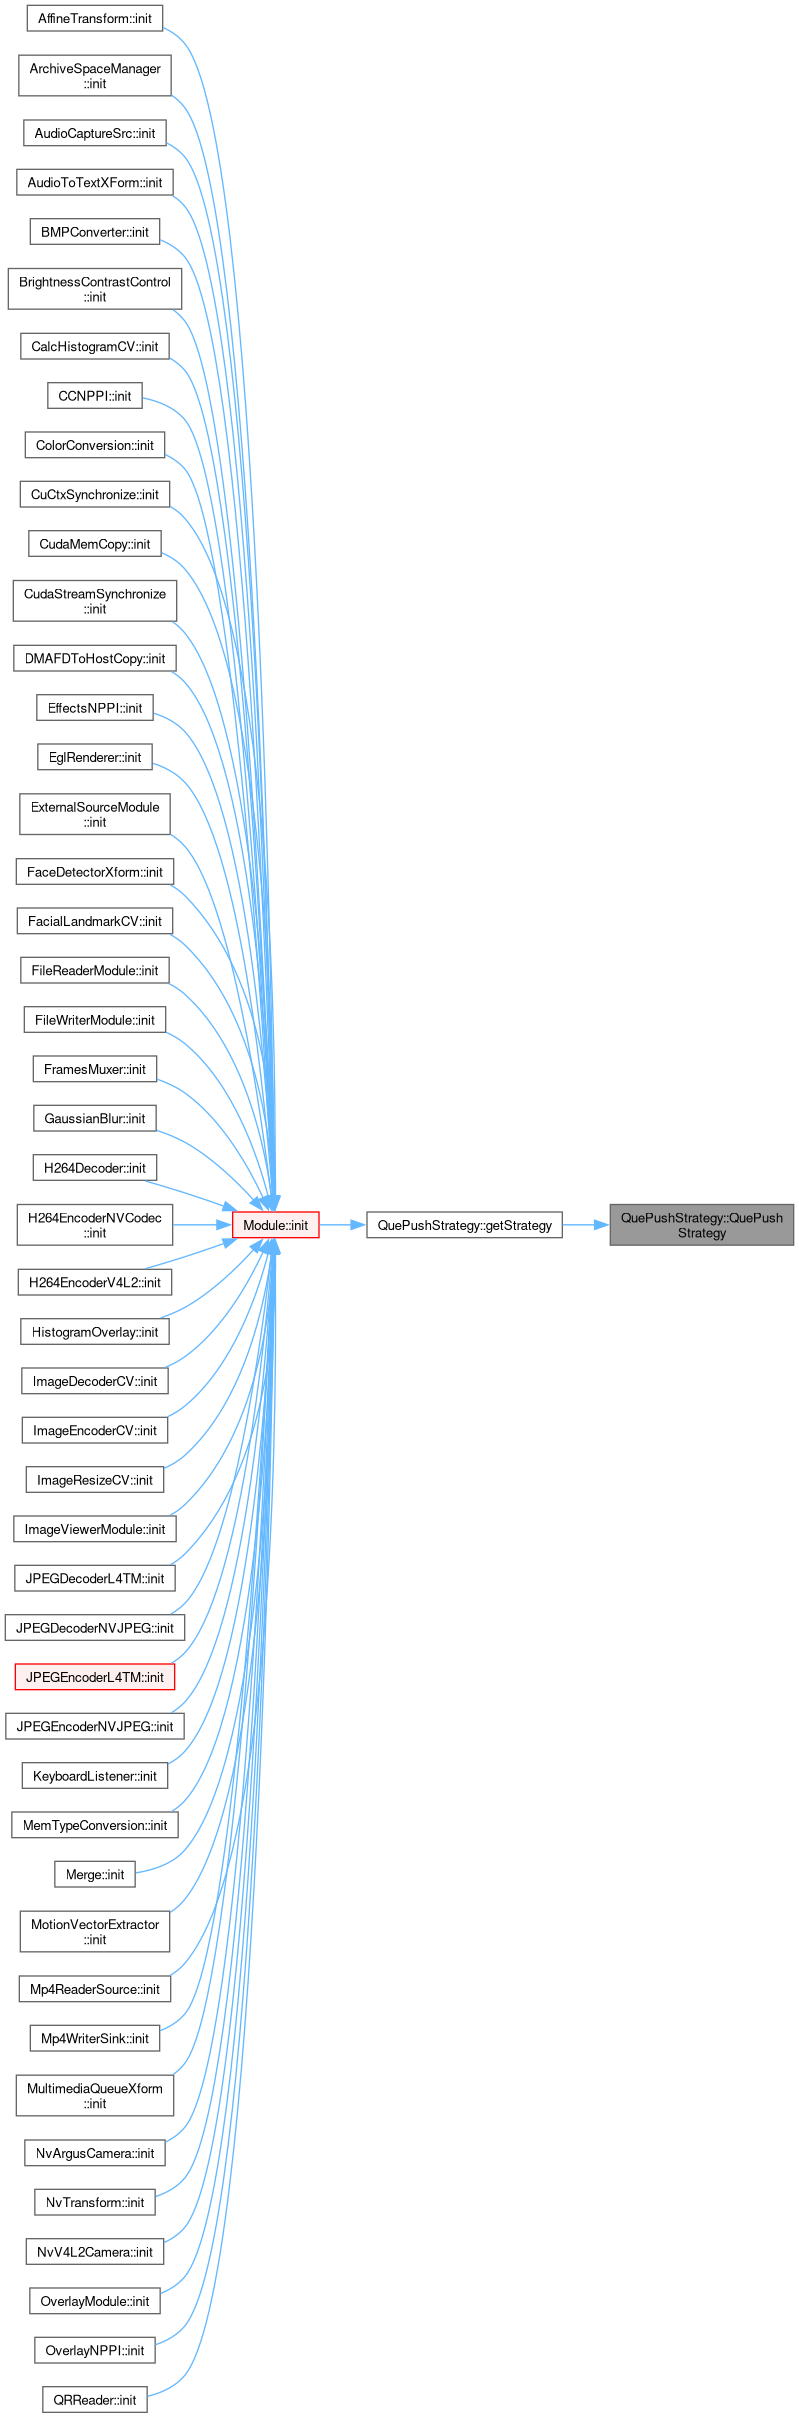 AffineTransform::init
ArchiveSpaceManager
::init
AudioCaptureSrc::init
AudioToTextXForm::init
BMPConverter::init
BrightnessContrastControl
::init
CalcHistogramCV::init
CCNPPI::init
ColorConversion::init
CuCtxSynchronize::init
CudaMemCopy::init
CudaStreamSynchronize
::init
DMAFDToHostCopy::init
EffectsNPPI::init
EglRenderer::init
ExternalSourceModule
::init
FaceDetectorXform::init
FacialLandmarkCV::init
FileReaderModule::init
FileWriterModule::init
FramesMuxer::init
GaussianBlur::init
H264Decoder::init
H264EncoderNVCodec
::init
H264EncoderV4L2::init
HistogramOverlay::init
ImageDecoderCV::init
ImageEncoderCV::init
ImageResizeCV::init
ImageViewerModule::init
JPEGDecoderL4TM::init
JPEGDecoderNVJPEG::init
JPEGEncoderL4TM::init
JPEGEncoderNVJPEG::init
KeyboardListener::init
MemTypeConversion::init
Merge::init
MotionVectorExtractor
::init
Mp4ReaderSource::init
Mp4WriterSink::init
MultimediaQueueXform
::init
NvArgusCamera::init
NvTransform::init
NvV4L2Camera::init
OverlayModule::init
OverlayNPPI::init
QRReader::init
Module::init
QuePushStrategy::getStrategy
QuePushStrategy::QuePush
Strategy